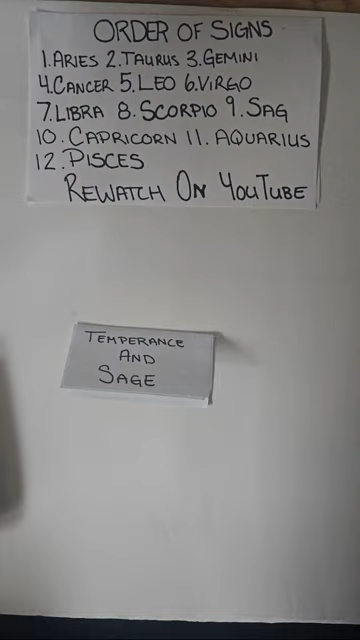 ORDER OF SIGNS
1.ARIES 2.TAURUS 3.GEMINI
4.CANCER 5.LEO 6.VIRGO
7.LIBRA 8.SCORPIO 9.SAG
10.CAPRICORN 11.AQUARIUS
12.PISCES
REWATCH ON YOUTUBE
TEMPERANCE
AND
SAGE